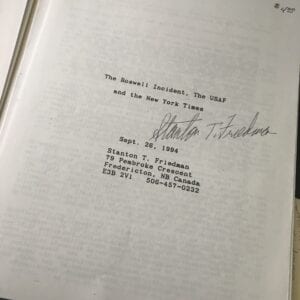 The Roswell Incident, The USAF
and the New York Times
Stanton T. Friedman
Sept. 26, 1994
Stanton T. Friedman
79 Pembroke Crescent
Fredericton, NB Canada
E3B 2V1 506-457-0232